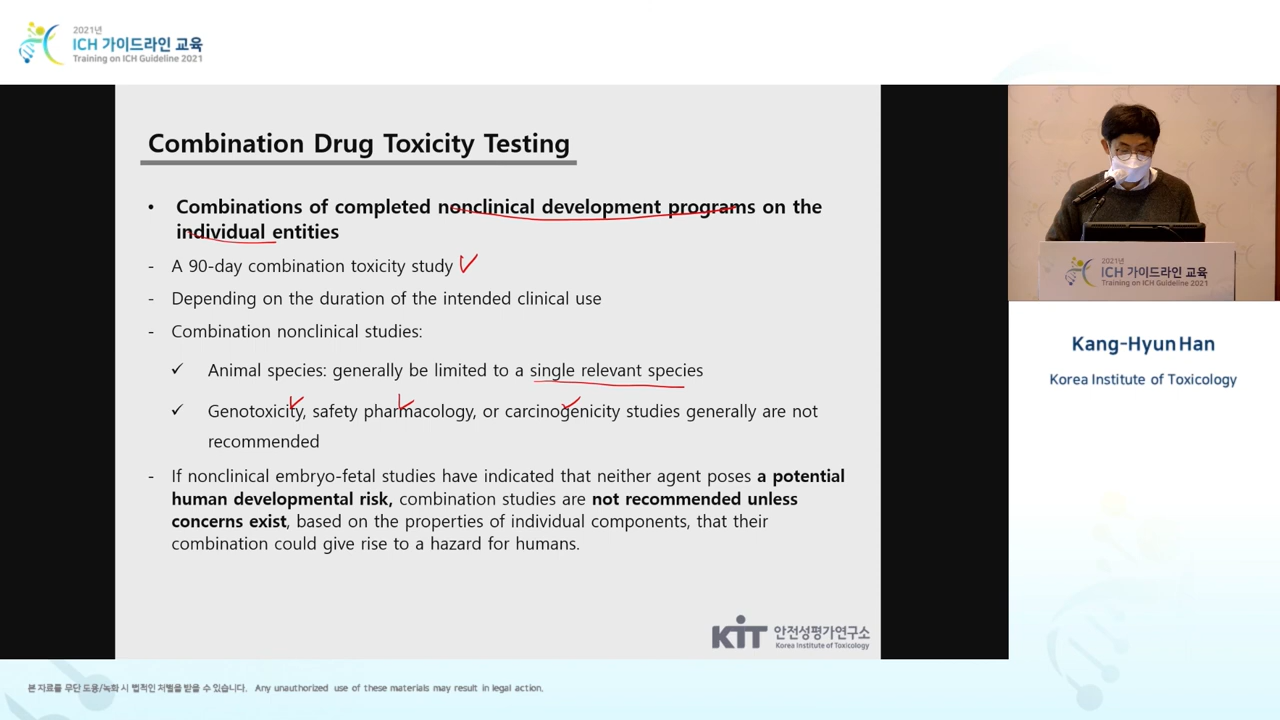 2021년
ICH 가이드라인 교육
Training on ICH Guideline 2021
Combination Drug Toxicity Testing
• Combinations of completed nonclinical development programs on the
individual entities
- A 90-day combination toxicity study
- Depending on the duration of the intended clinical use
- Combination nonclinical studies:
✓ Animal species: generally be limited to a single relevant species
✓ Genotoxicity, safety pharmacology, or carcinogenicity studies generally are not
recommended
- If nonclinical embryo-fetal studies have indicated that neither agent poses a potential
human developmental risk, combination studies are not recommended unless
concerns exist, based on the properties of individual components, that their
combination could give rise to a hazard for humans.
KIT 안전성평가연구소
Korea Institute of Toxicology
2021년
ICH 가이드라인 교육
Training on ICH Guideline 2021
Kang-Hyun Han
Korea Institute of Toxicology
본 자료를 무단 도용/녹화 시 법적인 처벌을 받을 수 있습니다. Any unauthorized use of these materials may result in legal action.